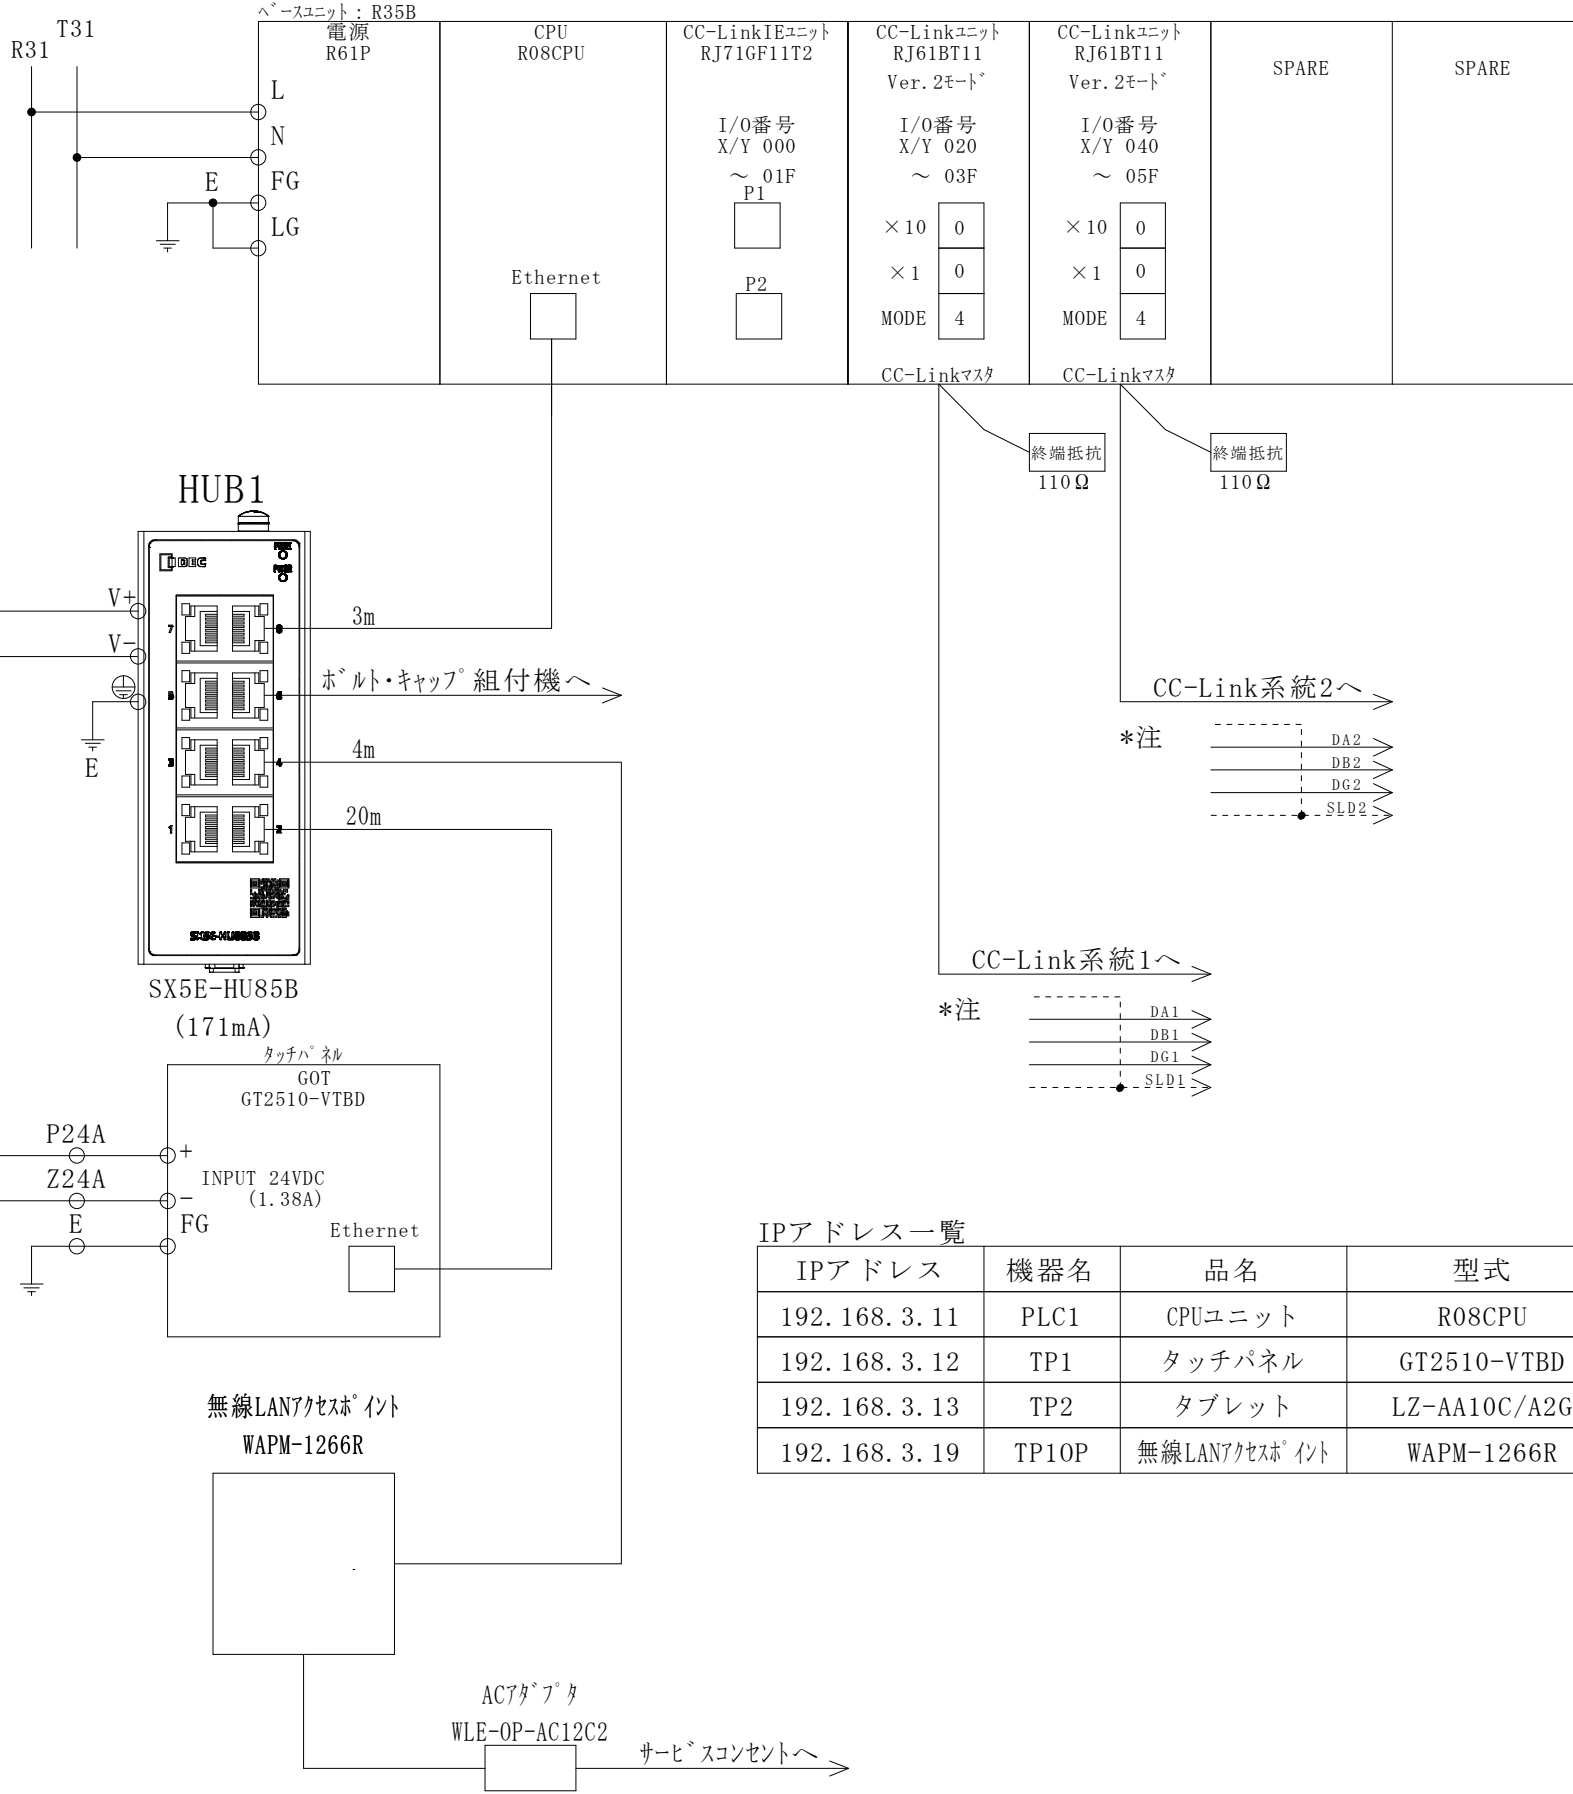 ﾍﾞｰｽﾕﾆｯﾄ：R35B
R31
T31
電源
R61P
L
N
FG
LG
E
CPU
R08CPU
Ethernet
CC-LinkIEﾕﾆｯﾄ
RJ71GF11T2
I/O番号
X/Y 000
～ 01F
P1
P2
CC-Linkﾕﾆｯﾄ
RJ61BT11
Ver.2ﾓｰﾄﾞ
I/O番号
X/Y 020
～ 03F
×10 0
×1 0
MODE 4
CC-Linkﾏｽﾀ
CC-Linkﾕﾆｯﾄ
RJ61BT11
Ver.2ﾓｰﾄﾞ
I/O番号
X/Y 040
～ 05F
×10 0
×1 0
MODE 4
CC-Linkﾏｽﾀ
SPARE
SPARE
終端抵抗
110Ω
終端抵抗
110Ω
HUB1
IDEC
V+
V-
E
7
8
5
6
3
4
1
2
3m
ﾎﾞﾙﾄ･ｷｬｯﾌﾟ組付機へ
4m
20m
SX5E-HU85B
(171mA)
CC-Link系統2へ
*注
DA2
DB2
DG2
SLD2
CC-Link系統1へ
*注
DA1
DB1
DG1
SLD1
ﾀｯﾁﾊﾟﾈﾙ
GOT
GT2510-VTBD
P24A
+
Z24A
-
E
FG
INPUT 24VDC
(1.38A)
Ethernet
無線LANｱｸｾｽﾎﾟｲﾝﾄ
WAPM-1266R
ACｱﾀﾞﾌﾟﾀ
WLE-OP-AC12C2
ｻｰﾋﾞｽｺﾝｾﾝﾄへ
IPアドレス一覧
IPアドレス 機器名 品名 型式
192.168.3.11 PLC1 CPUユニット R08CPU
192.168.3.12 TP1 タッチパネル GT2510-VTBD
192.168.3.13 TP2 タブレット LZ-AA10C/A2G
192.168.3.19 TP10P 無線LANｱｸｾｽﾎﾟｲﾝﾄ WAPM-1266R